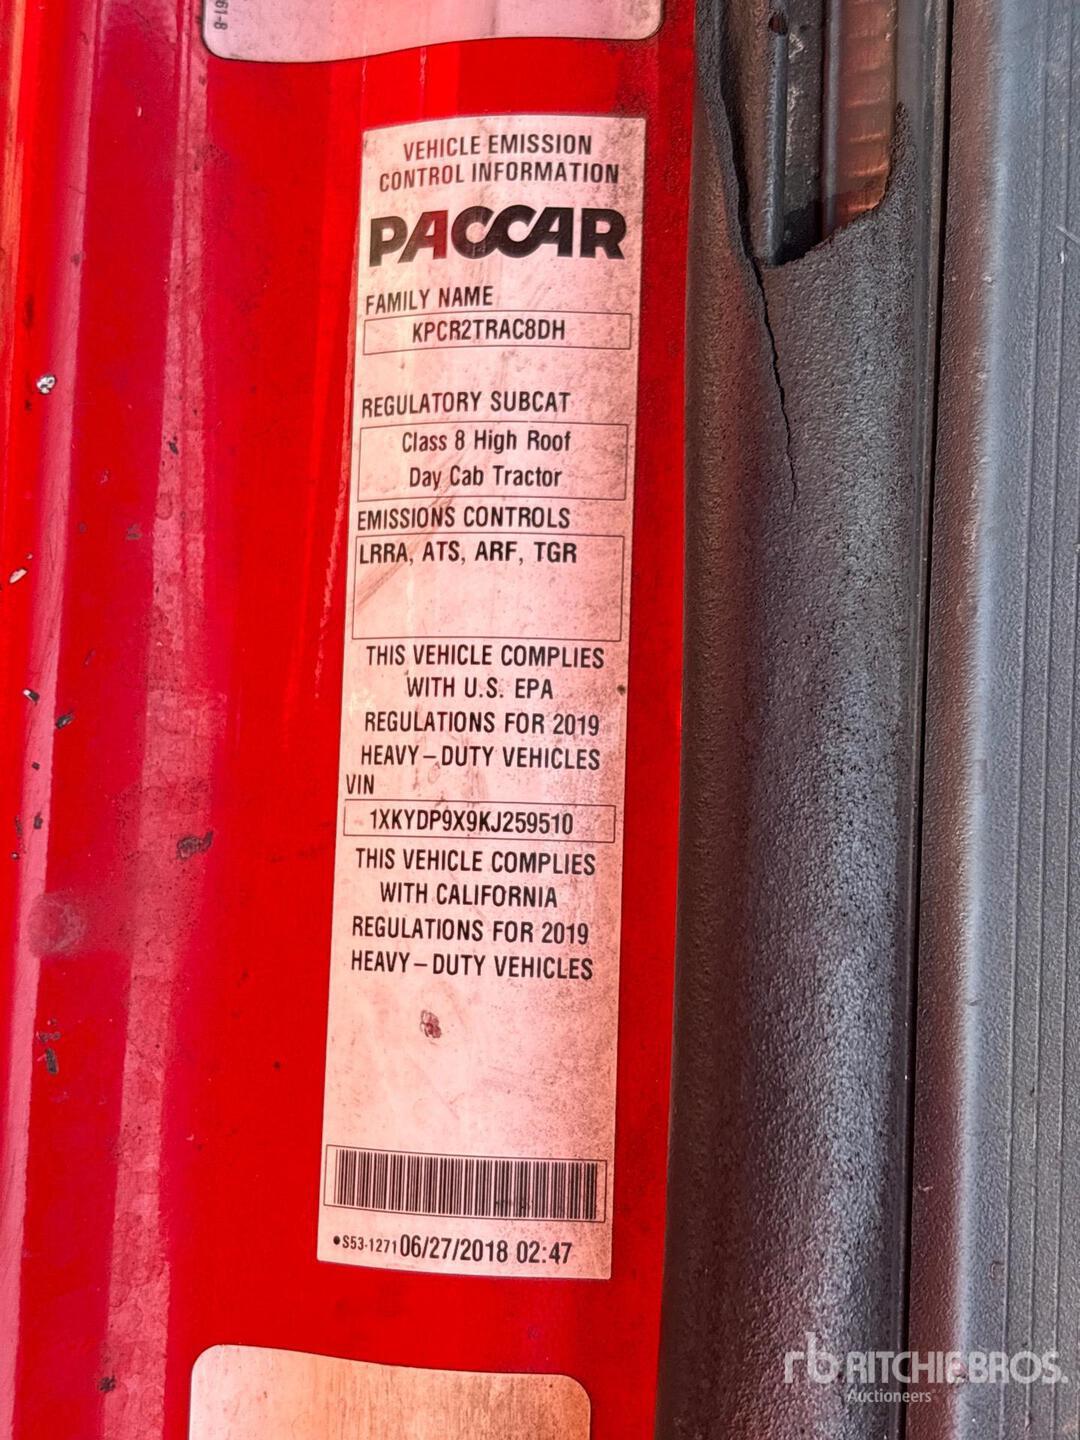 61-8
VEHICLE EMISSION
CONTROL INFORMATION
PACCAR
FAMILY NAME
KPCR2TRAC8DH
REGULATORY SUBCAT
Class 8 High Roof
Day Cab Tractor
EMISSIONS CONTROLS
LRRA, ATS, ARF, TGR
THIS VEHICLE COMPLIES
WITH U.S. EPA
REGULATIONS FOR 2019
HEAVY-DUTY VEHICLES
VIN
1XKYDP9X9KJ259510
THIS VEHICLE COMPLIES
WITH CALIFORNIA
REGULATIONS FOR 2019
HEAVY-DUTY VEHICLES
•S53-1271 06/27/2018 02:47
rb RITCHIE BROS.
Auctioneers